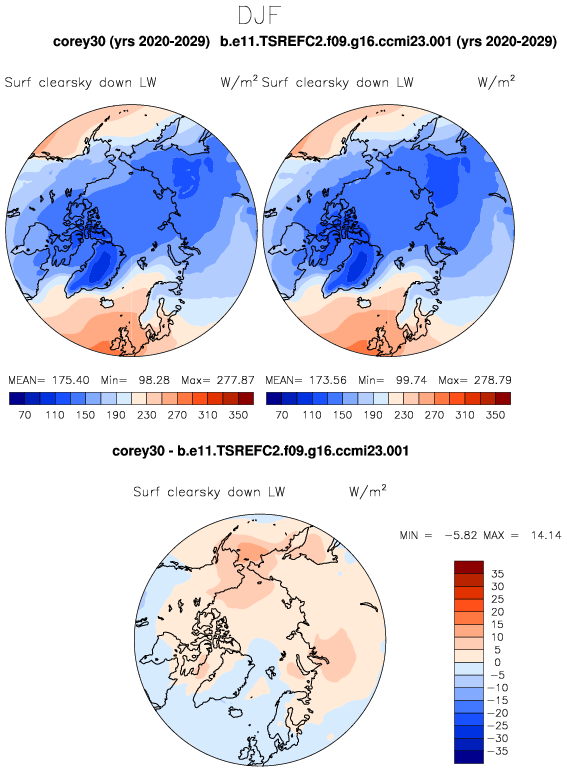 DJF
corey30 (yrs 2020-2029) b.e11.TSREFC2.f09.g16.ccmi23.001 (yrs 2020-2029)
Surf clearsky down LW W/m² Surf clearsky down LW W/m²
MEAN= 175.40 Min= 98.28 Max= 277.87 MEAN= 173.56 Min= 99.74 Max= 278.79
70 110 150 190 230 270 310 350 70 110 150 190 230 270 310 350
corey30 - b.e11.TSREFC2.f09.g16.ccmi23.001
Surf clearsky down LW W/m²
MIN = -5.82 MAX = 14.14
35
30
25
20
15
10
5
0
-5
-10
-15
-20
-25
-30
-35